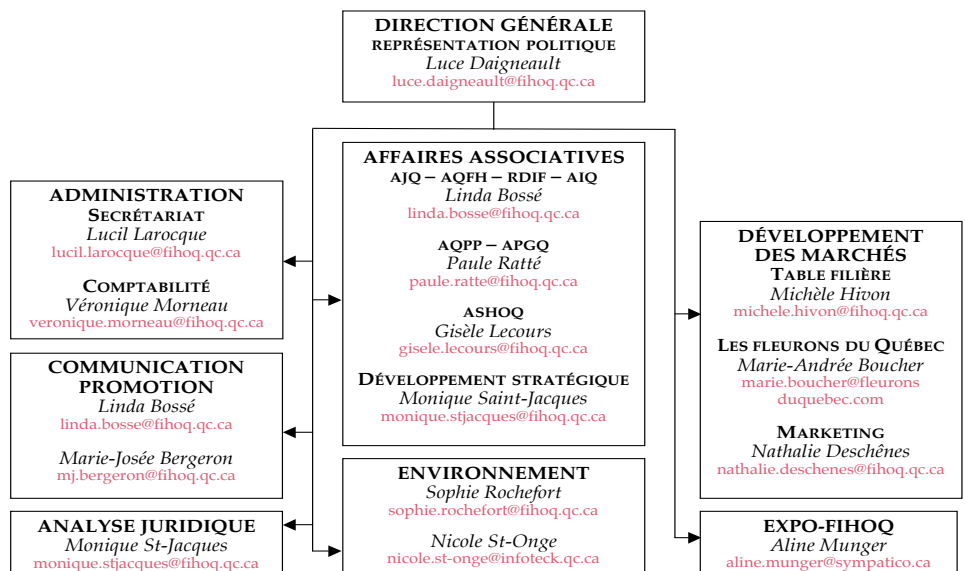 DIRECTION GÉNÉRALE
REPRÉSENTATION POLITIQUE
Luce Daigneault
luce.daigneault@fihoq.qc.ca
ADMINISTRATION
SECRÉTARIAT
Lucil Larocque
lucil.larocque@fihoq.qc.ca
COMPTABILITÉ
Véronique Morneau
veronique.morneau@fihoq.qc.ca
COMMUNICATION
PROMOTION
Linda Bossé
linda.bosse@fihoq.qc.ca
Marie-Josée Bergeron
mj.bergeron@fihoq.qc.ca
ANALYSE JURIDIQUE
Monique St-Jacques
monique.stjacques@fihoq.qc.ca
AFFAIRES ASSOCIATIVES
AJQ – AQFH – RDIF – AIQ
Linda Bossé
linda.bosse@fihoq.qc.ca
AQPP – APGQ
Paule Ratté
paule.ratte@fihoq.qc.ca
ASHOQ
Gisèle Lecours
gisele.lecours@fihoq.qc.ca
DÉVELOPPEMENT STRATÉGIQUE
Monique Saint-Jacques
monique.stjacques@fihoq.qc.ca
ENVIRONNEMENT
Sophie Rochefort
sophie.rochefort@fihoq.qc.ca
Nicole St-Onge
nicole.st-onge@infoteck.qc.ca
DÉVELOPPEMENT
DES MARCHÉS
TABLE FILIÈRE
Michèle Hivon
michele.hivon@fihoq.qc.ca
LES FLEURONS DU QUÉBEC
Marie-Andrée Boucher
marie.boucher@fleurons
duquebec.com
MARKETING
Nathalie Deschênes
nathalie.deschenes@fihoq.qc.ca
EXPO-FIHOQ
Aline Munger
aline.munger@sympatico.ca